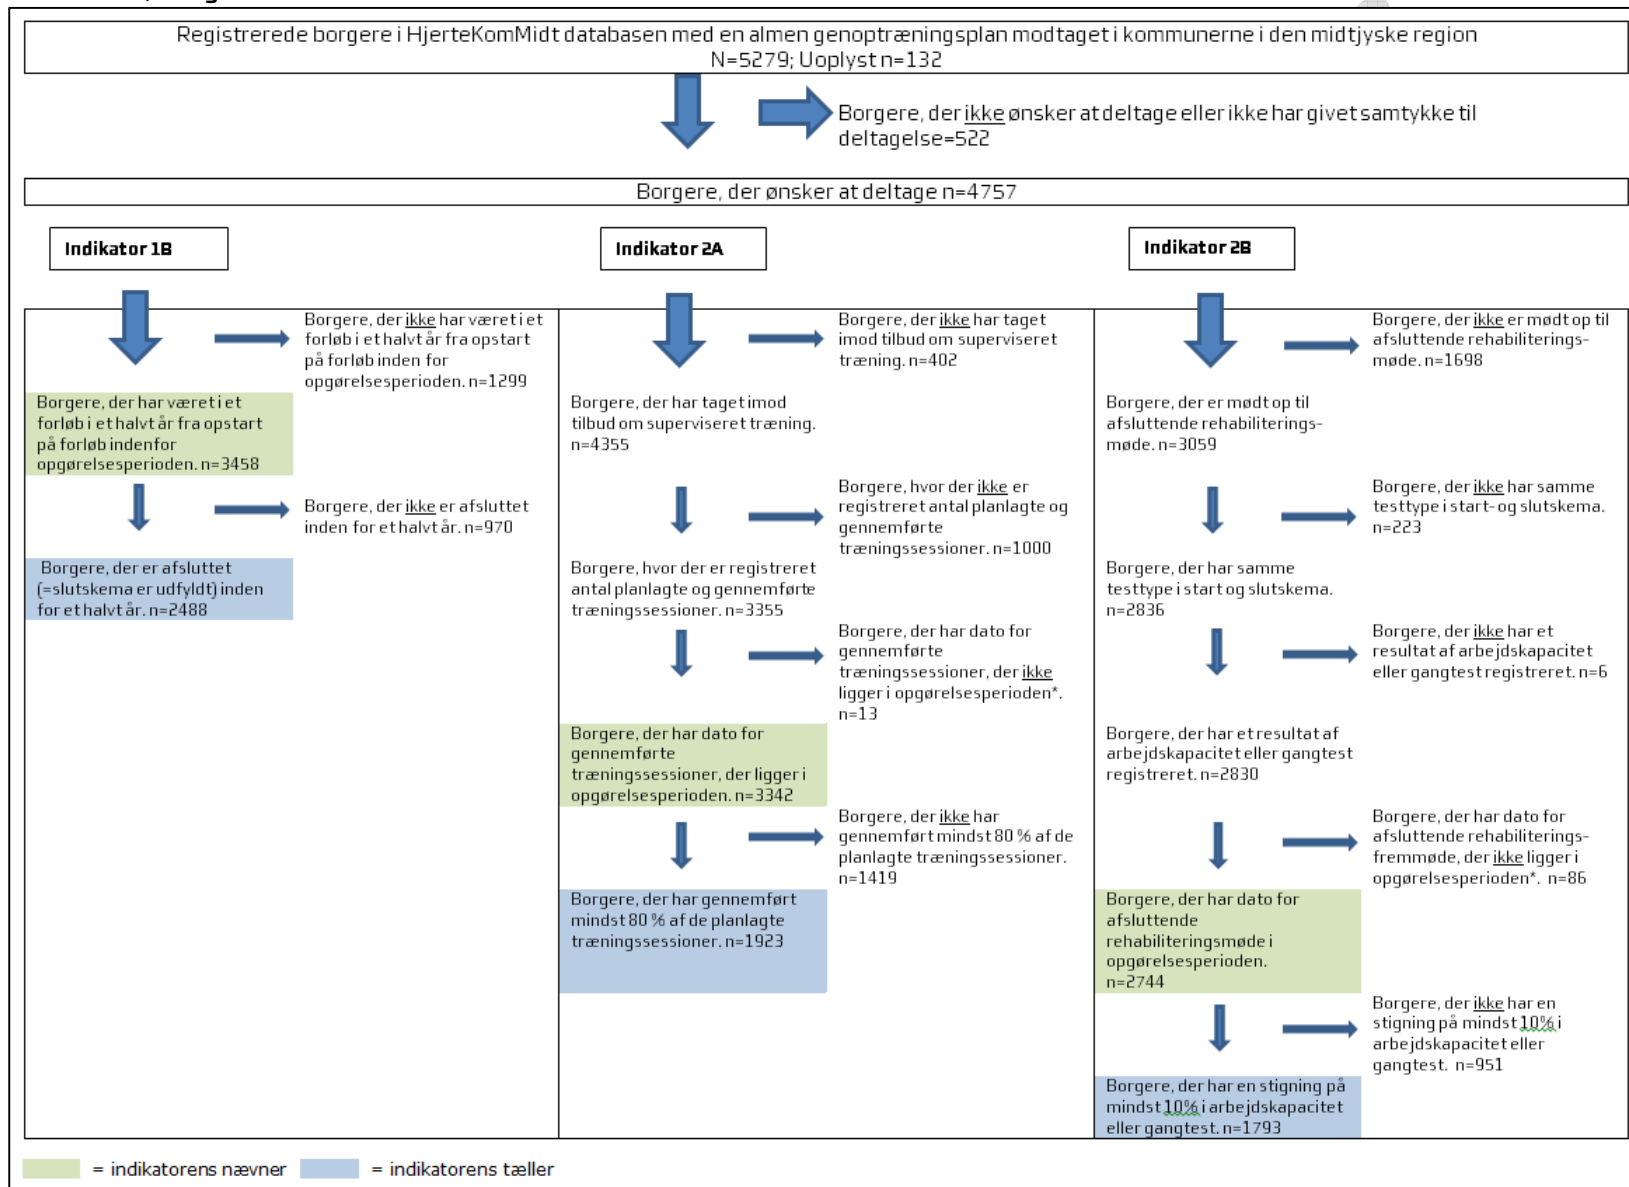 Registrerede borgere i HjerteKomMidt databasen med en almen genoptræningsplan modtaget i kommunerne i den midtjyske region
N=5279; Uoplyst n=132
Borgere, der ikke ønsker at deltage eller ikke har givet samtykke til
deltagelse=522
Borgere, der ønsker at deltage n=4757
Indikator 1B
Borgere, der ikke har været i et
forløb i et halvt år fra opstart
på forløb inden for
opgørelsesperioden. n=1299
Borgere, der har været i et
forløb i et halvt år fra opstart
på forløb indenfor
opgørelsesperioden. n=3458
Borgere, der ikke er afsluttet
inden for et halvt år. n=970
Borgere, der er afsluttet
(=slutskema er udfyldt) inden
for et halvt år. n=2488
Indikator 2A
Borgere, der ikke har taget
imod tilbud om superviseret
træning. n=402
Borgere, der har taget imod
tilbud om superviseret træning.
n=4355
Borgere, hvor der ikke er
registreret antal planlagte og
gennemførte
træningssessioner. n=1000
Borgere, hvor der er registreret
antal planlagte og gennemførte
træningssessioner. n=3355
Borgere, der har dato for
gennemførte
træningssessioner, der ikke
ligger i opgørelsesperioden*.
n=13
Borgere, der har dato for
gennemførte
træningssessioner, der ligger i
opgørelsesperioden. n=3342
Borgere, der ikke har
gennemført mindst 80 % af de
planlagte træningssessioner.
n=1419
Borgere, der har gennemført
mindst 80 % af de planlagte
træningssessioner. n=1923
Indikator 2B
Borgere, der ikke er mødt op til
afsluttende rehabiliterings-
møde. n=1698
Borgere, der er mødt op til
afsluttende rehabiliterings-
møde. n=3059
Borgere, der ikke har samme
testtype i start- og slutskema.
n=223
Borgere, der har samme
testtype i start og slutskema.
n=2836
Borgere, der ikke har et
resultat af arbejdskapacitet
eller gangtest registreret. n=6
Borgere, der har et resultat af
arbejdskapacitet eller gangtest
registreret. n=2830
Borgere, der har dato for
afsluttende rehabiliterings-
fremmøde, der ikke ligger i
opgørelsesperioden*. n=86
Borgere, der har dato for
afsluttende
rehabiliteringsmøde i
opgørelsesperioden.
n=2744
Borgere, der ikke har en
stigning på mindst 10% i
arbejdskapacitet eller
gangtest. n=951
Borgere, der har en stigning på
mindst 10% i arbejdskapacitet
eller gangtest. n=1793
= indikatorens nævner
= indikatorens tæller